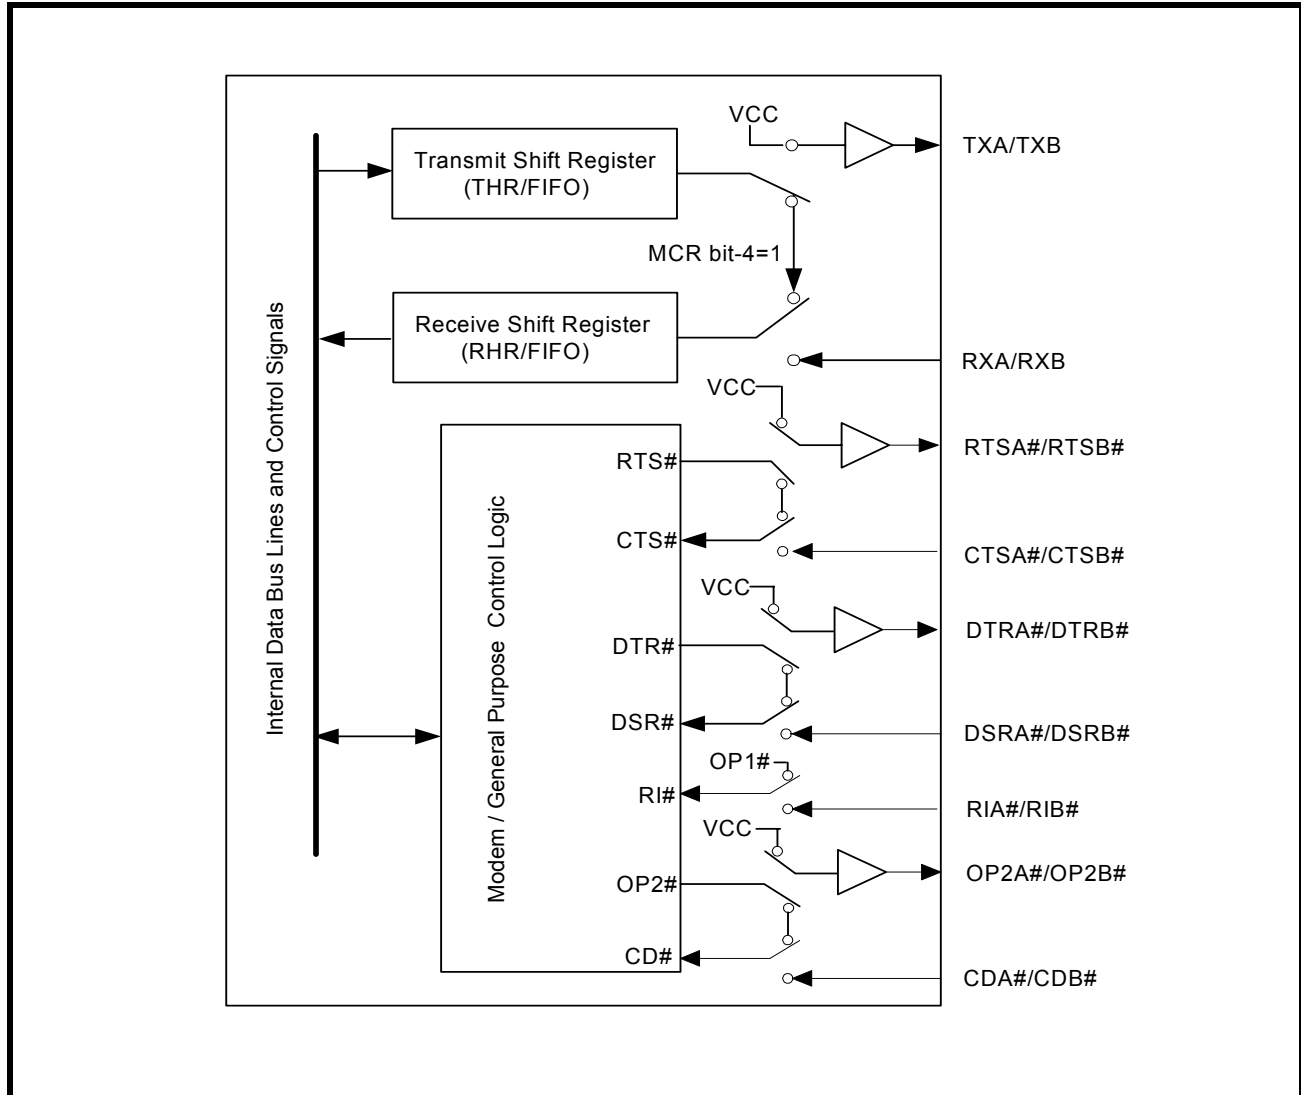 VCC
TXA/TXB
Transmit Shift Register
(THR/FIFO)
MCR bit-4=1
Receive Shift Register
(RHR/FIFO)
RXA/RXB
Internal Data Bus Lines and Control Signals
VCC
RTSA#/RTSB#
RTS#
CTS#
CTSA#/CTSB#
Modem / General Purpose Control Logic
VCC
DTRA#/DTRB#
DTR#
DSR#
DSRA#/DSRB#
OP1#
RI#
RIA#/RIB#
VCC
OP2A#/OP2B#
OP2#
CD#
CDA#/CDB#